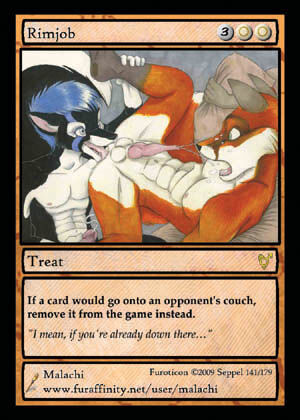 Rimjob 3
Treat
If a card would go onto an opponent's couch,
remove it from the game instead.
"I mean, if you're already down there…"
Malachi
Furoticon ©2009 Seppel 141/179
www.furaffinity.net/user/malachi